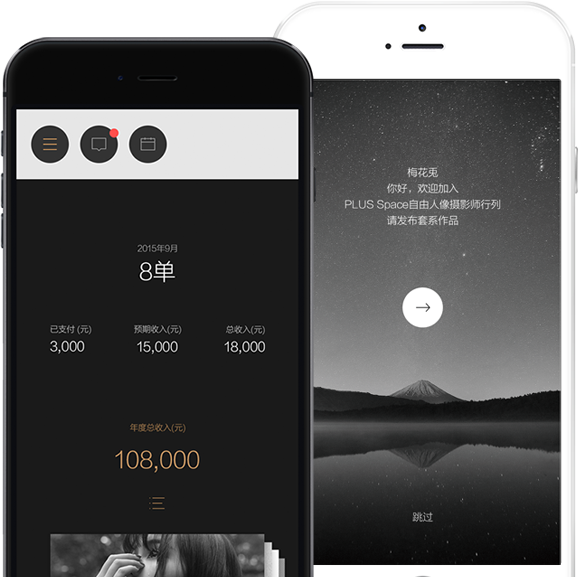 2015年9月
8单
已支付 (元)
预期收入(元)
总收入(元)
3,000
15,000
18,000
年度总收入(元)
108,000
梅花兎
你好，欢迎加入
PLUS Space自由人像摄影师行列
请发布套系作品
跳过